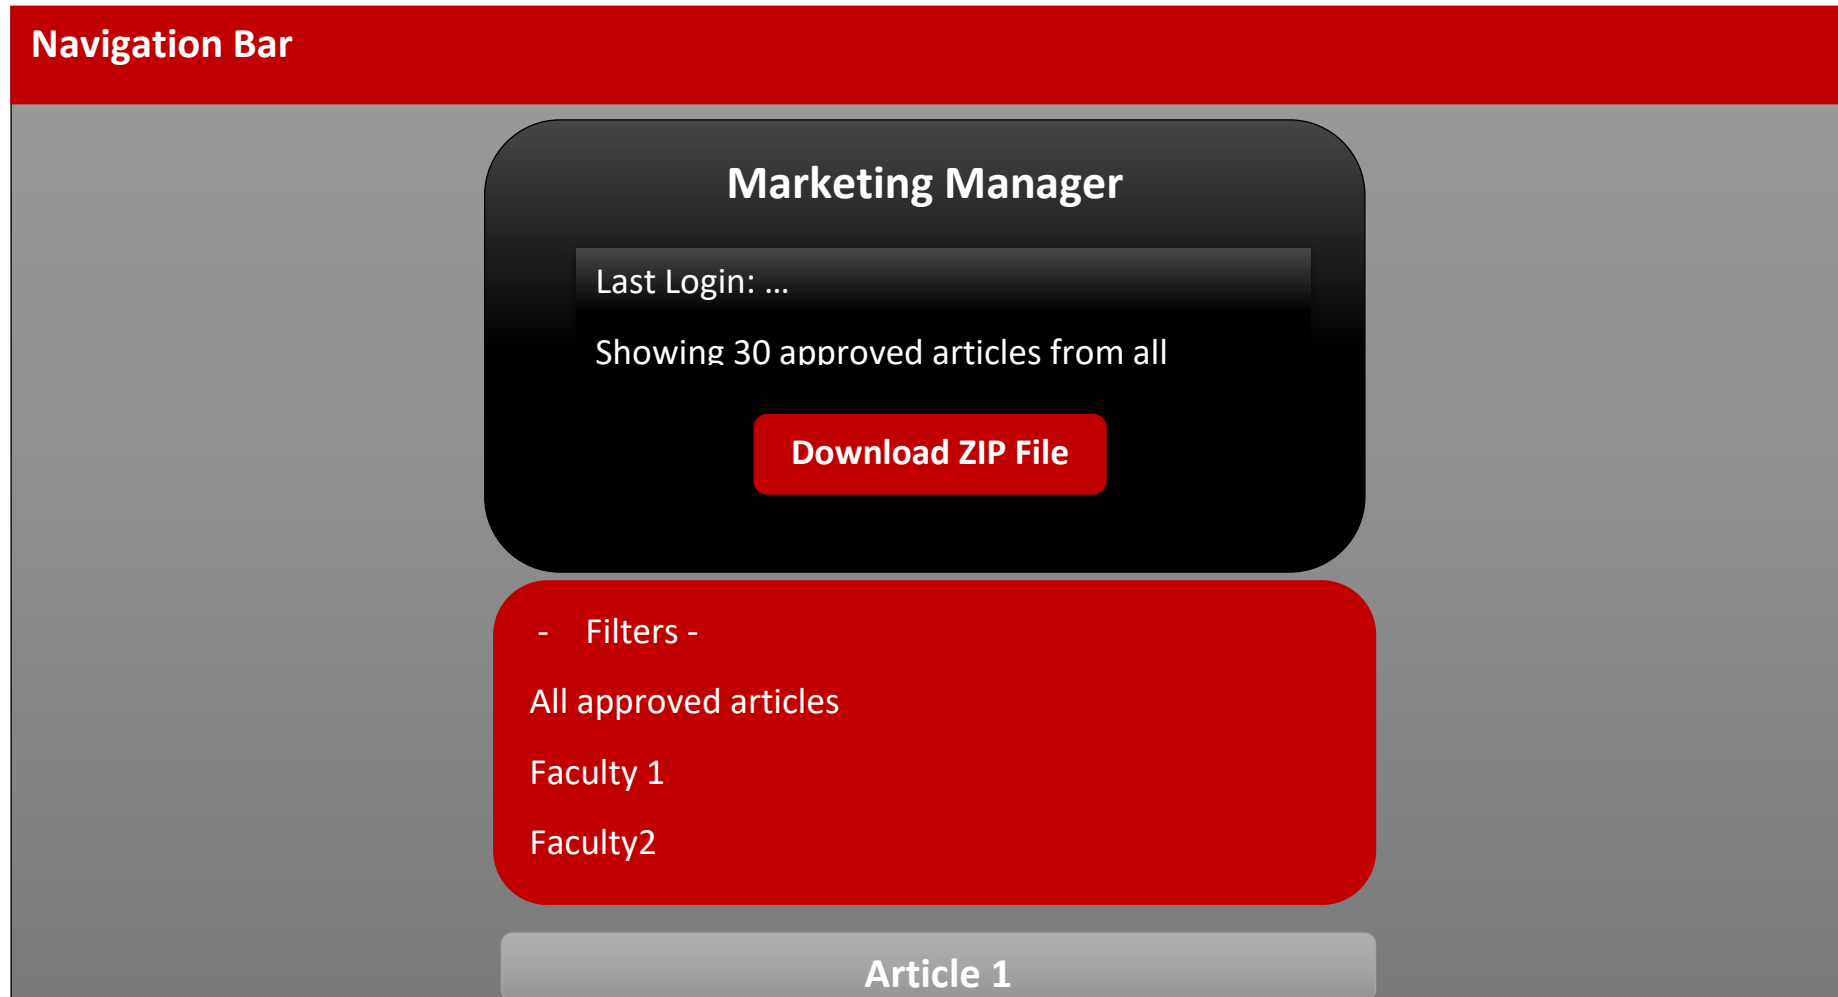 Navigation Bar
Marketing Manager
Last Login: ...
Showing 30 approved articles from all
Download ZIP File
- Filters -
All approved articles
Faculty 1
Faculty2
Article 1